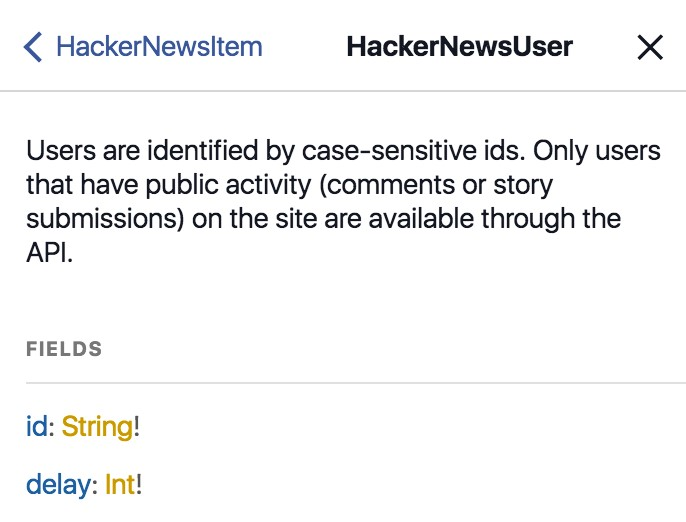 HackerNewsItem HackerNewsUser
Users are identified by case-sensitive ids. Only users
that have public activity (comments or story
submissions) on the site are available through the
API.
FIELDS
id: String!
delay: Int!